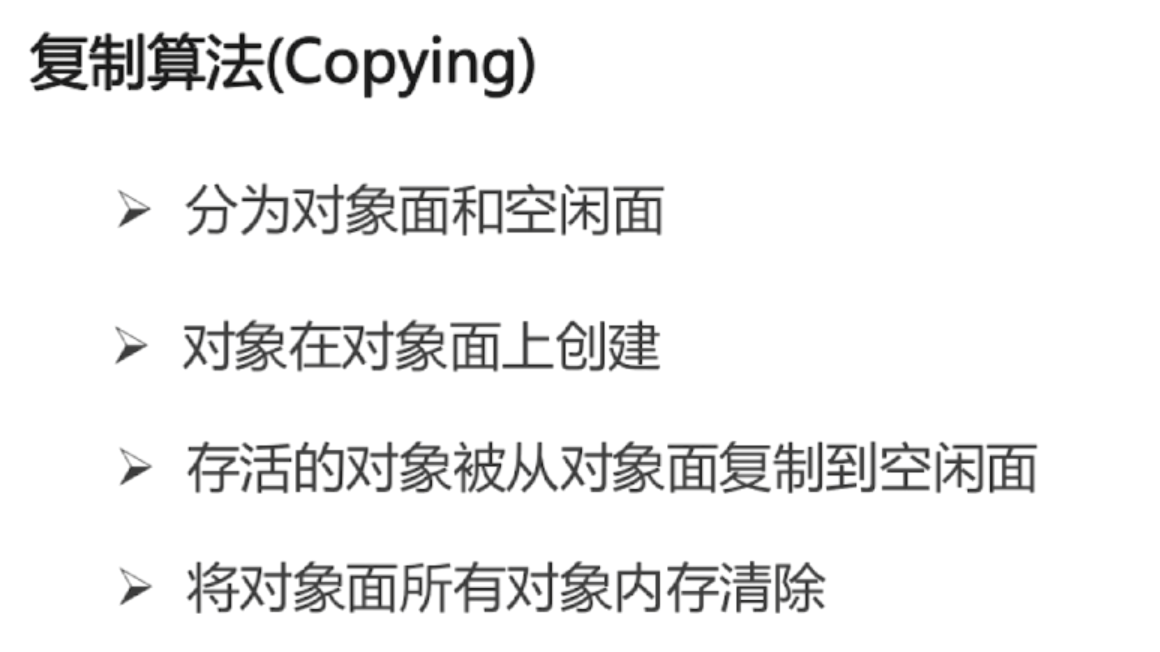 复制算法(Copying)
分为对象面和空闲面
对象在对象面上创建
存活的对象被从对象面复制到空闲面
将对象面所有对象内存清除